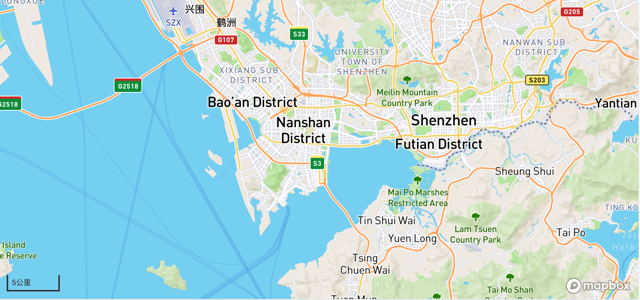 兴围
SZX
鹤洲
G107
S33
G205
UNIVERSITY
TOWN OF
SHENZHEN
NANWAN SUB-
DISTRICT
XIXIANG SUB-
DISTRICT
S203
G2518
G2518
Meilin Mountain
Country Park
Bao'an District
Yantian
Nanshan
District
Shenzhen
Futian District
S3
Sheung Shui
Mai Po Marshes
Restricted Area
Tin Shui Wai
Lam Tsuen
Country Park
Tai Po
Yuen Long
Island
Reserve
Tsing
Chuen Wai
Tai Mo Shan
Country Park
Tuen Mun
5公里
mapbox